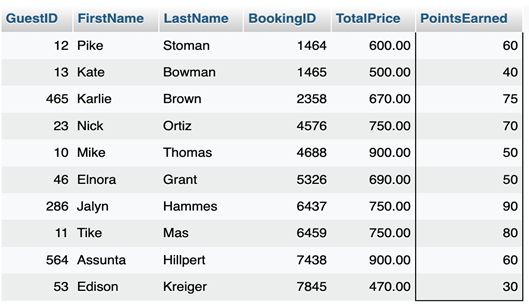 GuestID FirstName LastName BookingID TotalPrice PointsEarned
12 Pike Stoman 1464 600.00 60
13 Kate Bowman 1465 500.00 40
465 Karlie Brown 2358 670.00 75
23 Nick Ortiz 4576 750.00 70
10 Mike Thomas 4688 900.00 50
46 Elnora Grant 5326 690.00 50
286 Jalyn Hammes 6437 750.00 90
11 Tike Mas 6459 750.00 80
564 Assunta Hillpert 7438 900.00 60
53 Edison Kreiger 7845 470.00 30